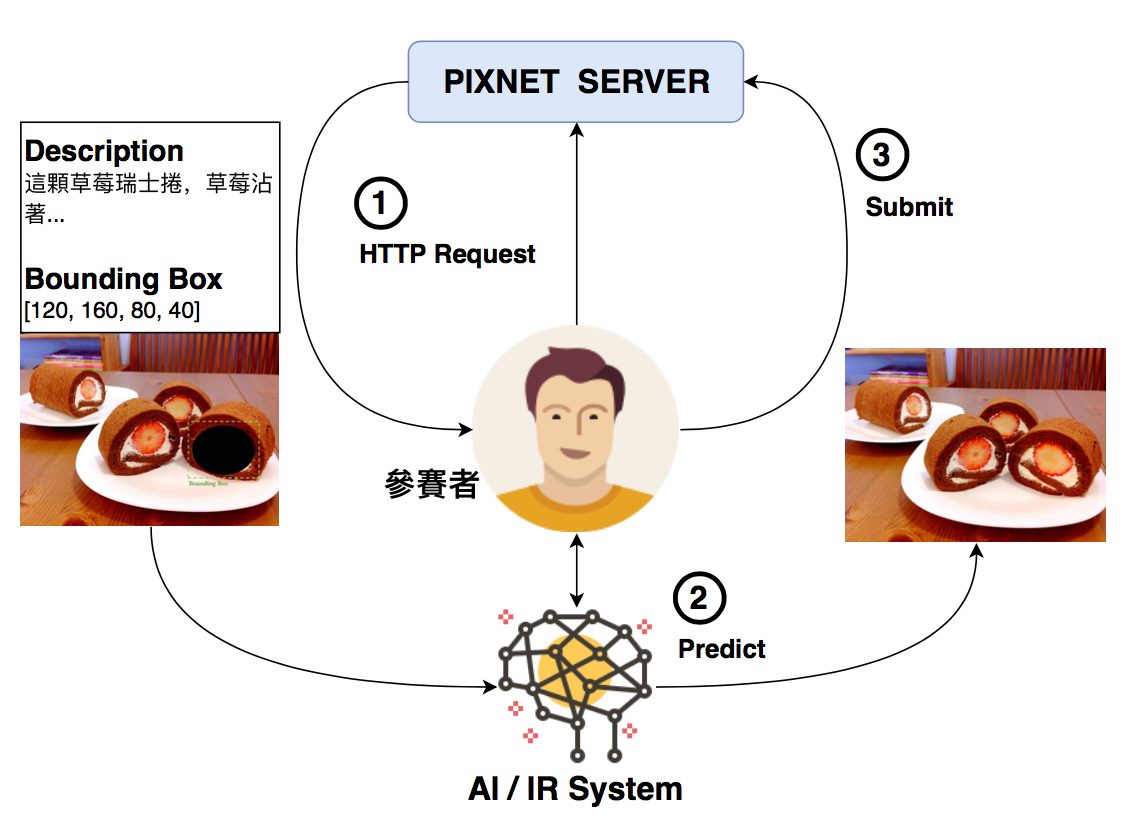 PIXNET SERVER
Description
這顆草莓瑞士捲，草莓沾
著...
Bounding Box
[120, 160, 80, 40]
1
HTTP Request
3
Submit
Bounding Box
參賽者
2
Predict
AI / IR System